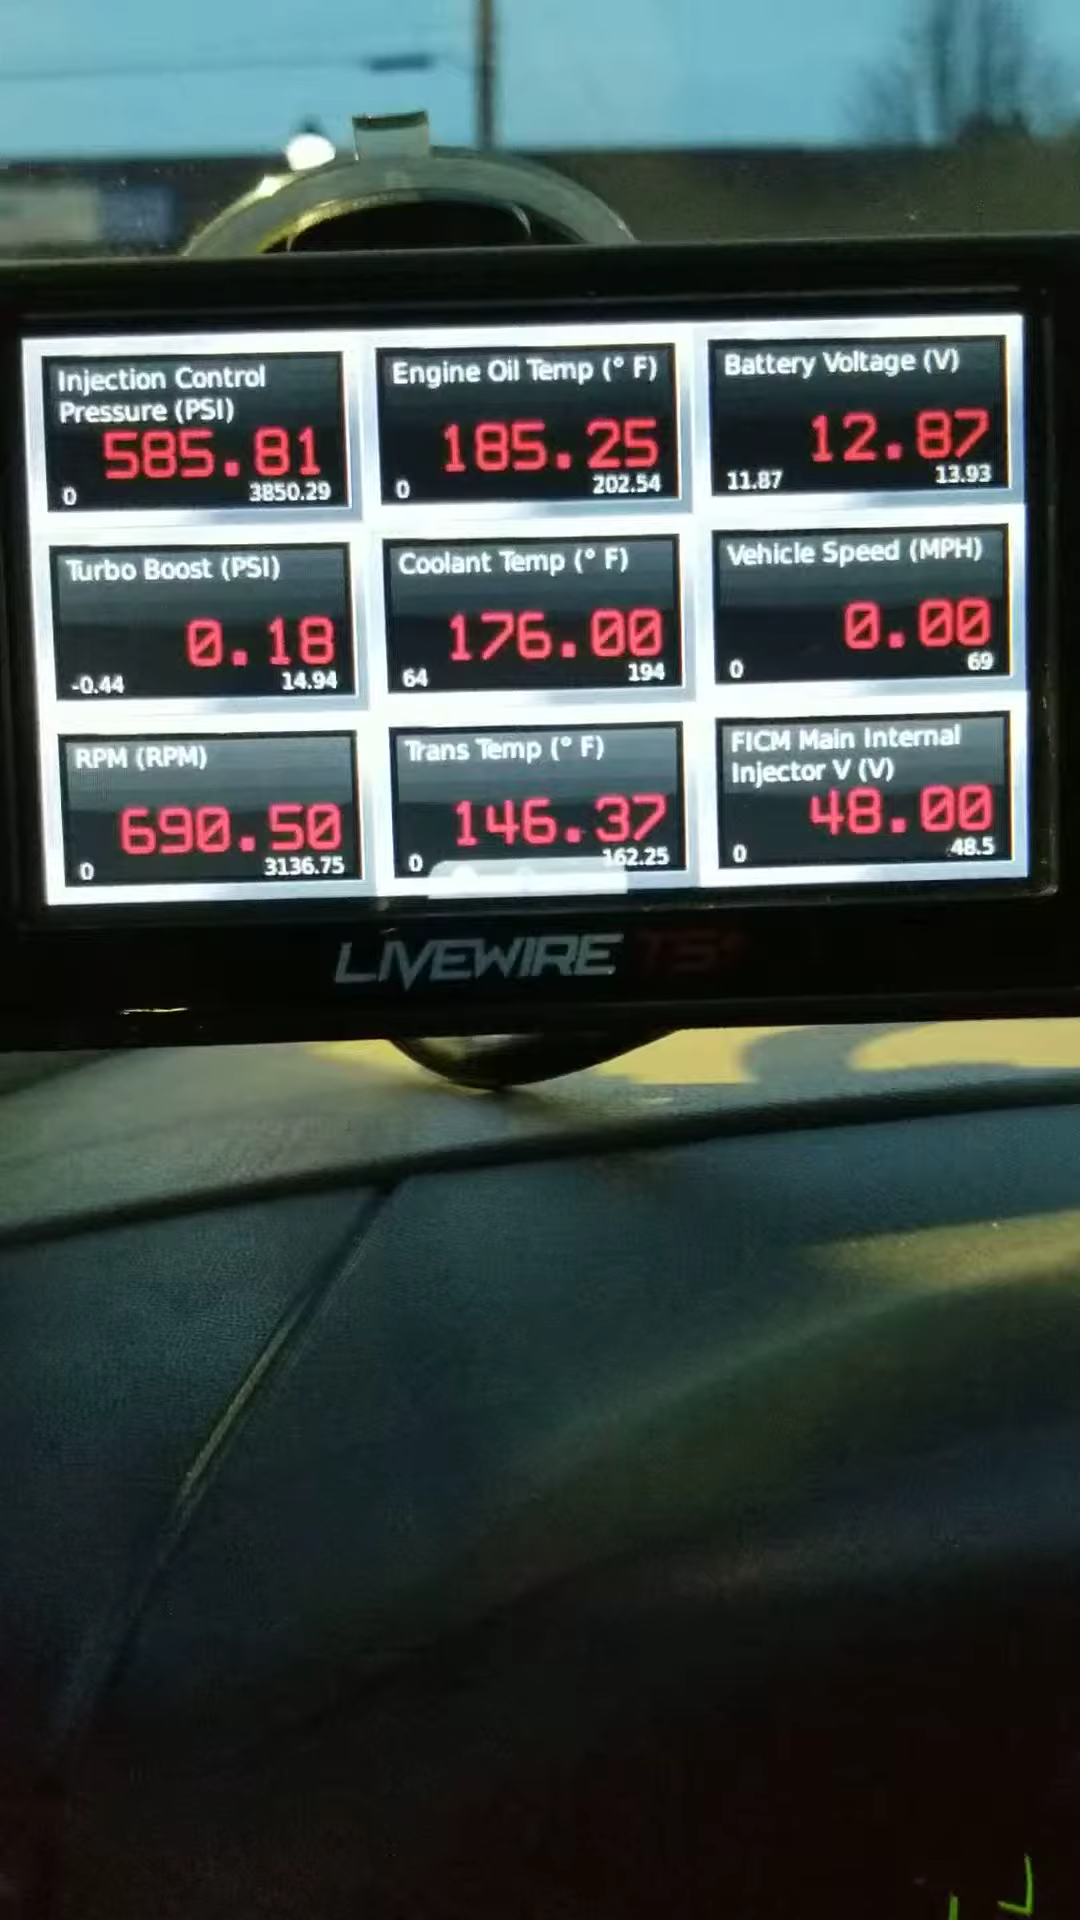 Injection Control
Pressure (PSI)
585.81
0 3850.29
Engine Oil Temp (° F)
185.25
0 202.54
Battery Voltage (V)
12.87
11.87 13.93
Turbo Boost (PSI)
0.18
-0.44 14.94
Coolant Temp (° F)
176.00
64 194
Vehicle Speed (MPH)
0.00
0 69
RPM (RPM)
690.50
0 3136.75
Trans Temp (° F)
146.37
0 162.25
FICM Main Internal
Injector V (V)
48.00
0 48.5
LIVEWIRE